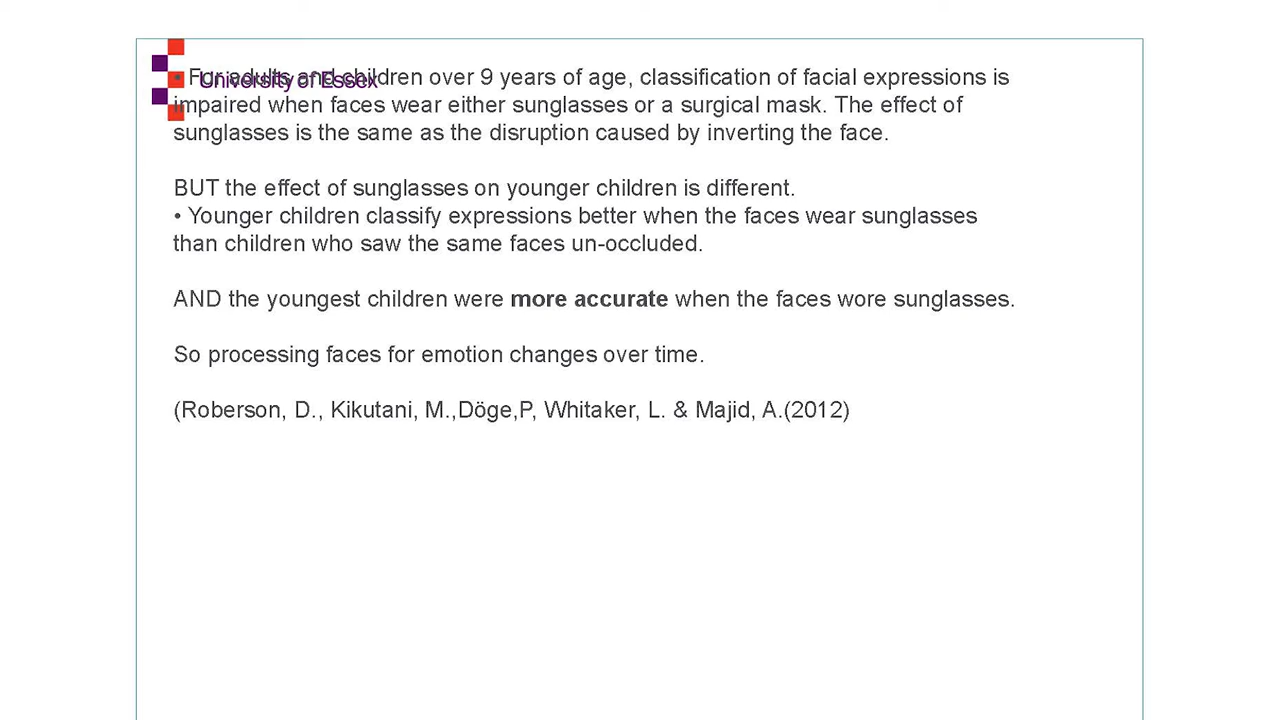 University of Essex
• For adults and children over 9 years of age, classification of facial expressions is
impaired when faces wear either sunglasses or a surgical mask. The effect of
sunglasses is the same as the disruption caused by inverting the face.
BUT the effect of sunglasses on younger children is different.
• Younger children classify expressions better when the faces wear sunglasses
than children who saw the same faces un-occluded.
AND the youngest children were more accurate when the faces wore sunglasses.
So processing faces for emotion changes over time.
(Roberson, D., Kikutani, M.,Döge,P, Whitaker, L. & Majid, A.(2012)